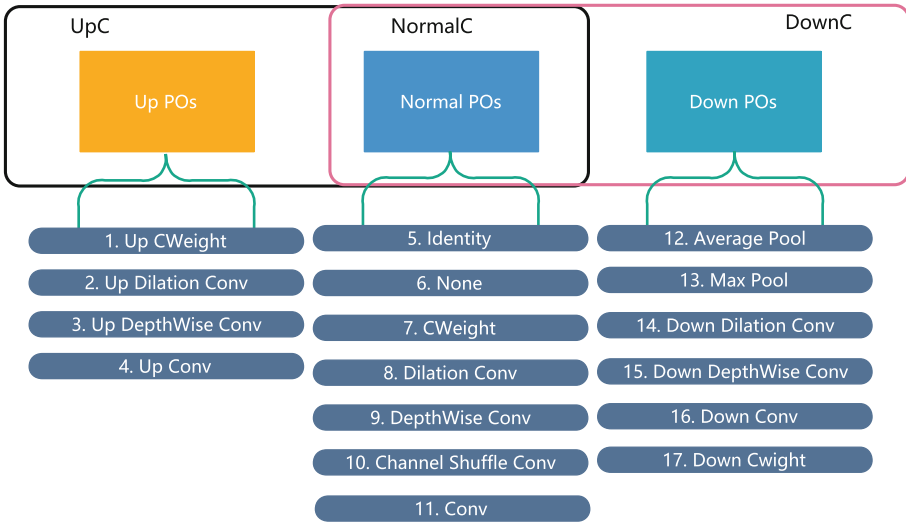 UpC
NormalC
DownC
Up POs
Normal POs
Down POs
1. Up CWeight
2. Up Dilation Conv
3. Up DepthWise Conv
4. Up Conv
5. Identity
6. None
7. CWeight
8. Dilation Conv
9. DepthWise Conv
10. Channel Shuffle Conv
11. Conv
12. Average Pool
13. Max Pool
14. Down Dilation Conv
15. Down DepthWise Conv
16. Down Conv
17. Down Cwight